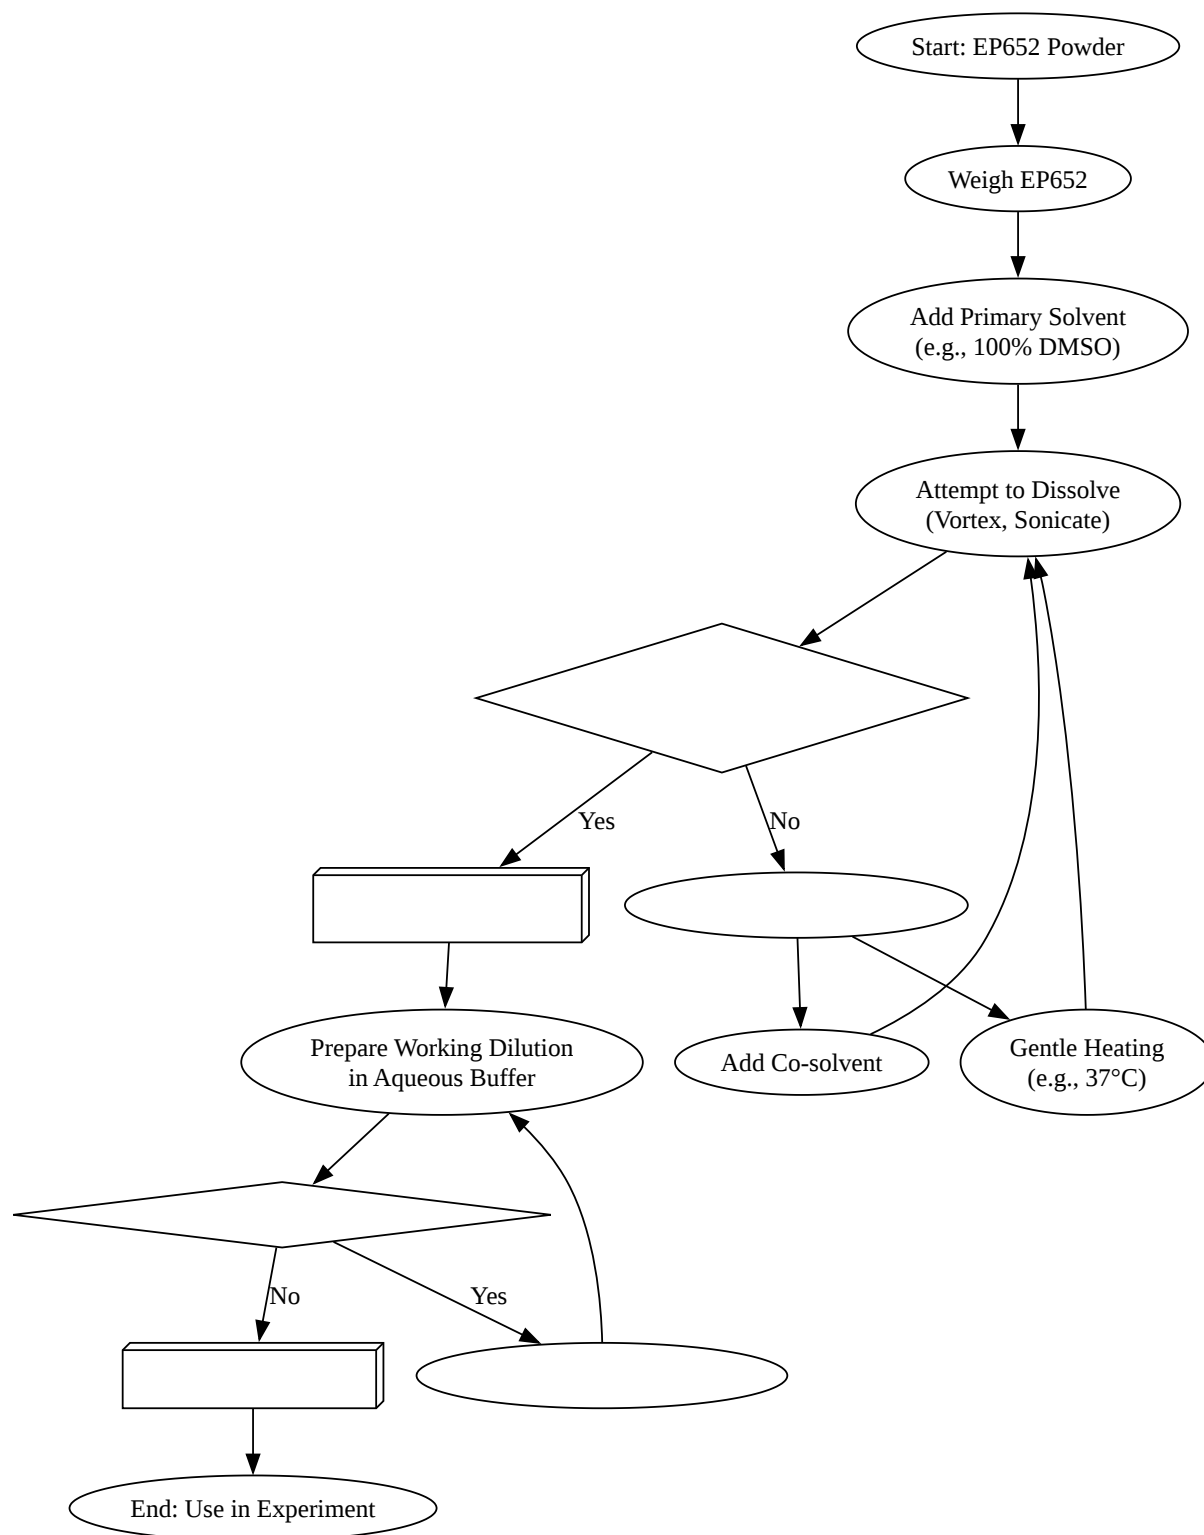 Start: EP652 Powder
Weigh EP652
Add Primary Solvent
(e.g., 100% DMSO)
Attempt to Dissolve
(Vortex, Sonicate)
Yes
No
Prepare Working Dilution
in Aqueous Buffer
Add Co-solvent
Gentle Heating
(e.g., 37°C)
No
Yes
End: Use in Experiment